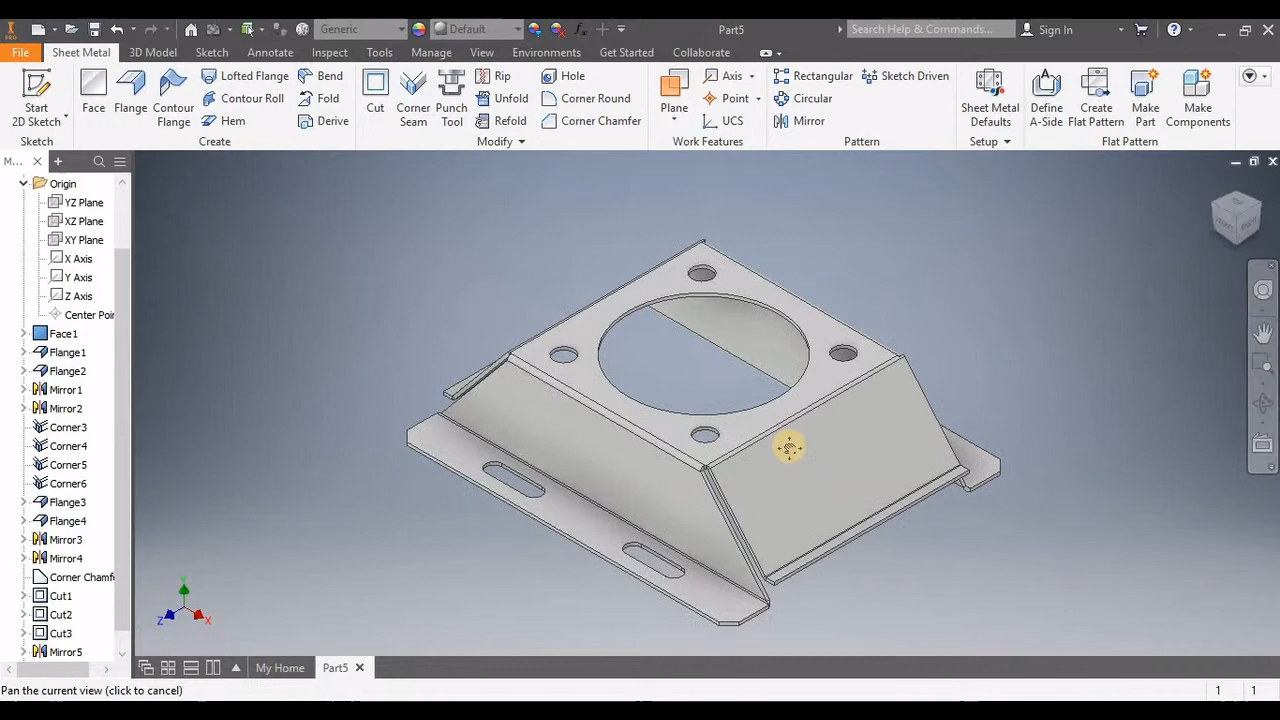 Generic
Default
Part5
Search Help & Commands...
Sign In
File
Sheet Metal
3D Model
Sketch
Annotate
Inspect
Tools
Manage
View
Environments
Get Started
Collaborate
Start
2D Sketch
Face
Flange
Contour
Flange
Lofted Flange
Contour Roll
Hem
Bend
Fold
Derive
Cut
Corner
Seam
Punch
Tool
Rip
Unfold
Refold
Hole
Corner Round
Corner Chamfer
Plane
Axis
Point
UCS
Rectangular
Sketch Driven
Circular
Mirror
Sheet Metal
Defaults
Define
A-Side
Create
Flat Pattern
Make
Part
Make
Components
Sketch
Create
Modify
Work Features
Pattern
Setup
Flat Pattern
M...
Origin
YZ Plane
XZ Plane
XY Plane
X Axis
Y Axis
Z Axis
Center Poi
Face1
Flange1
Flange2
Mirror1
Mirror2
Corner3
Corner4
Corner5
Corner6
Flange3
Flange4
Mirror3
Mirror4
Corner Chamf
Cut1
Cut2
Cut3
Mirror5
Y
Z
X
My Home
Part5
Pan the current view (click to cancel)
1
1